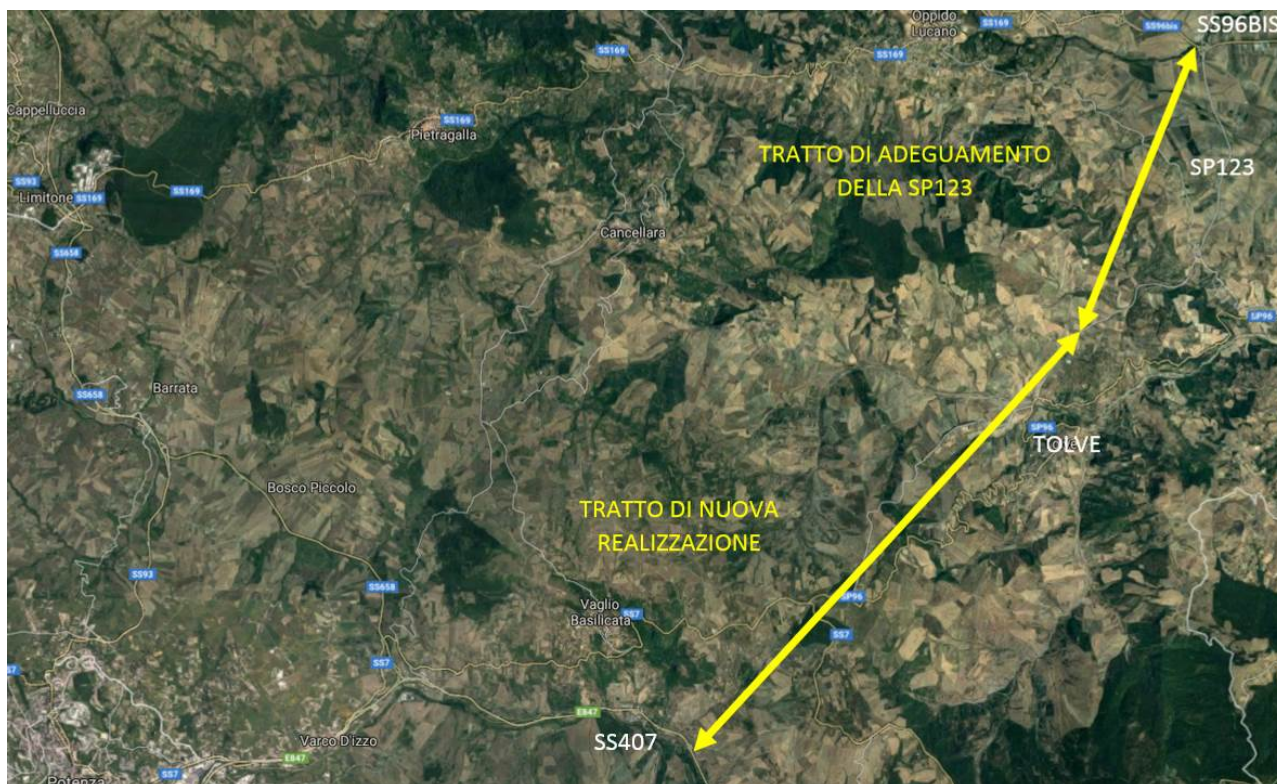 Oppido
Lucano
SS169
SS96bis
SS96BIS
SS169
SS169
Cappelluccia
SS169
Pietragalla
TRATTO DI ADEGUAMENTO
DELLA SP123
SP123
SS93
SS169
Limitone
SS169
Cancellara
SS658
SP96
Barrata
SS658
SP96
TOLVE
Bosco Piccolo
TRATTO DI NUOVA
REALIZZAZIONE
SS93
SS658
Vaglio
Basilicata
SS7
SP96
SS7
SS7
E847
SS407
Varco D'Izzo
E847
SS7
Potenza